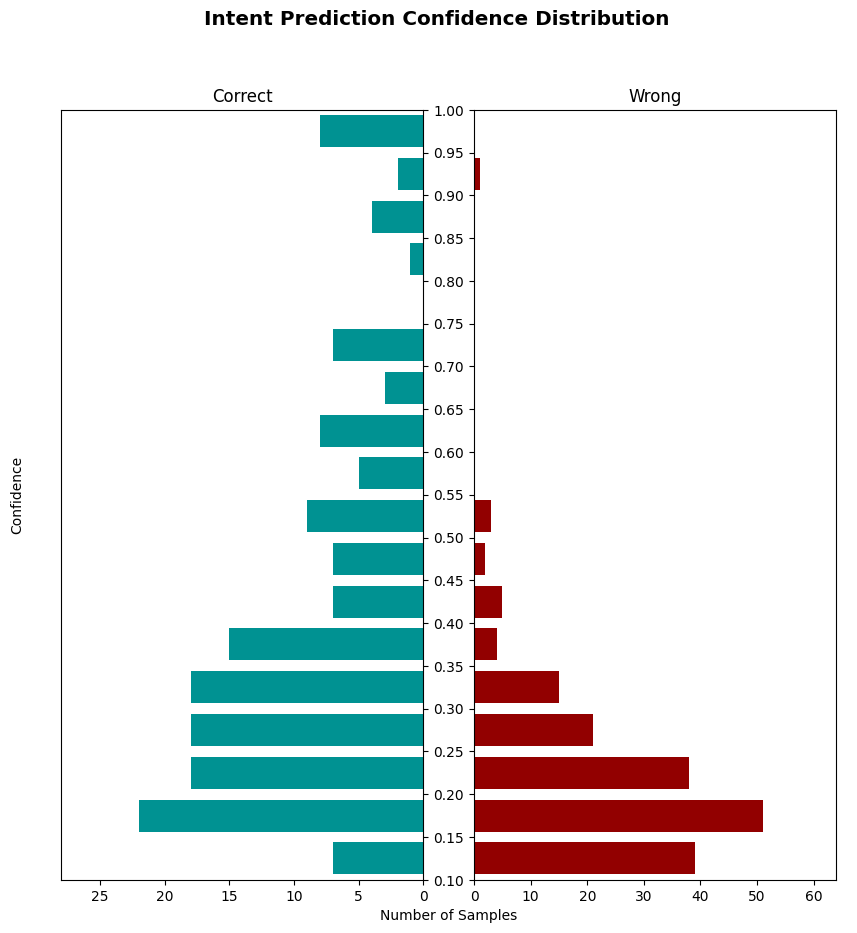 Intent Prediction Confidence Distribution
Correct
Wrong
1.00
0.95
0.90
0.85
0.80
0.75
0.70
0.65
0.60
0.55
0.50
0.45
0.40
0.35
0.30
0.25
0.20
0.15
0.10
Confidence
25 20 15 10 5 0
0 10 20 30 40 50 60
Number of Samples